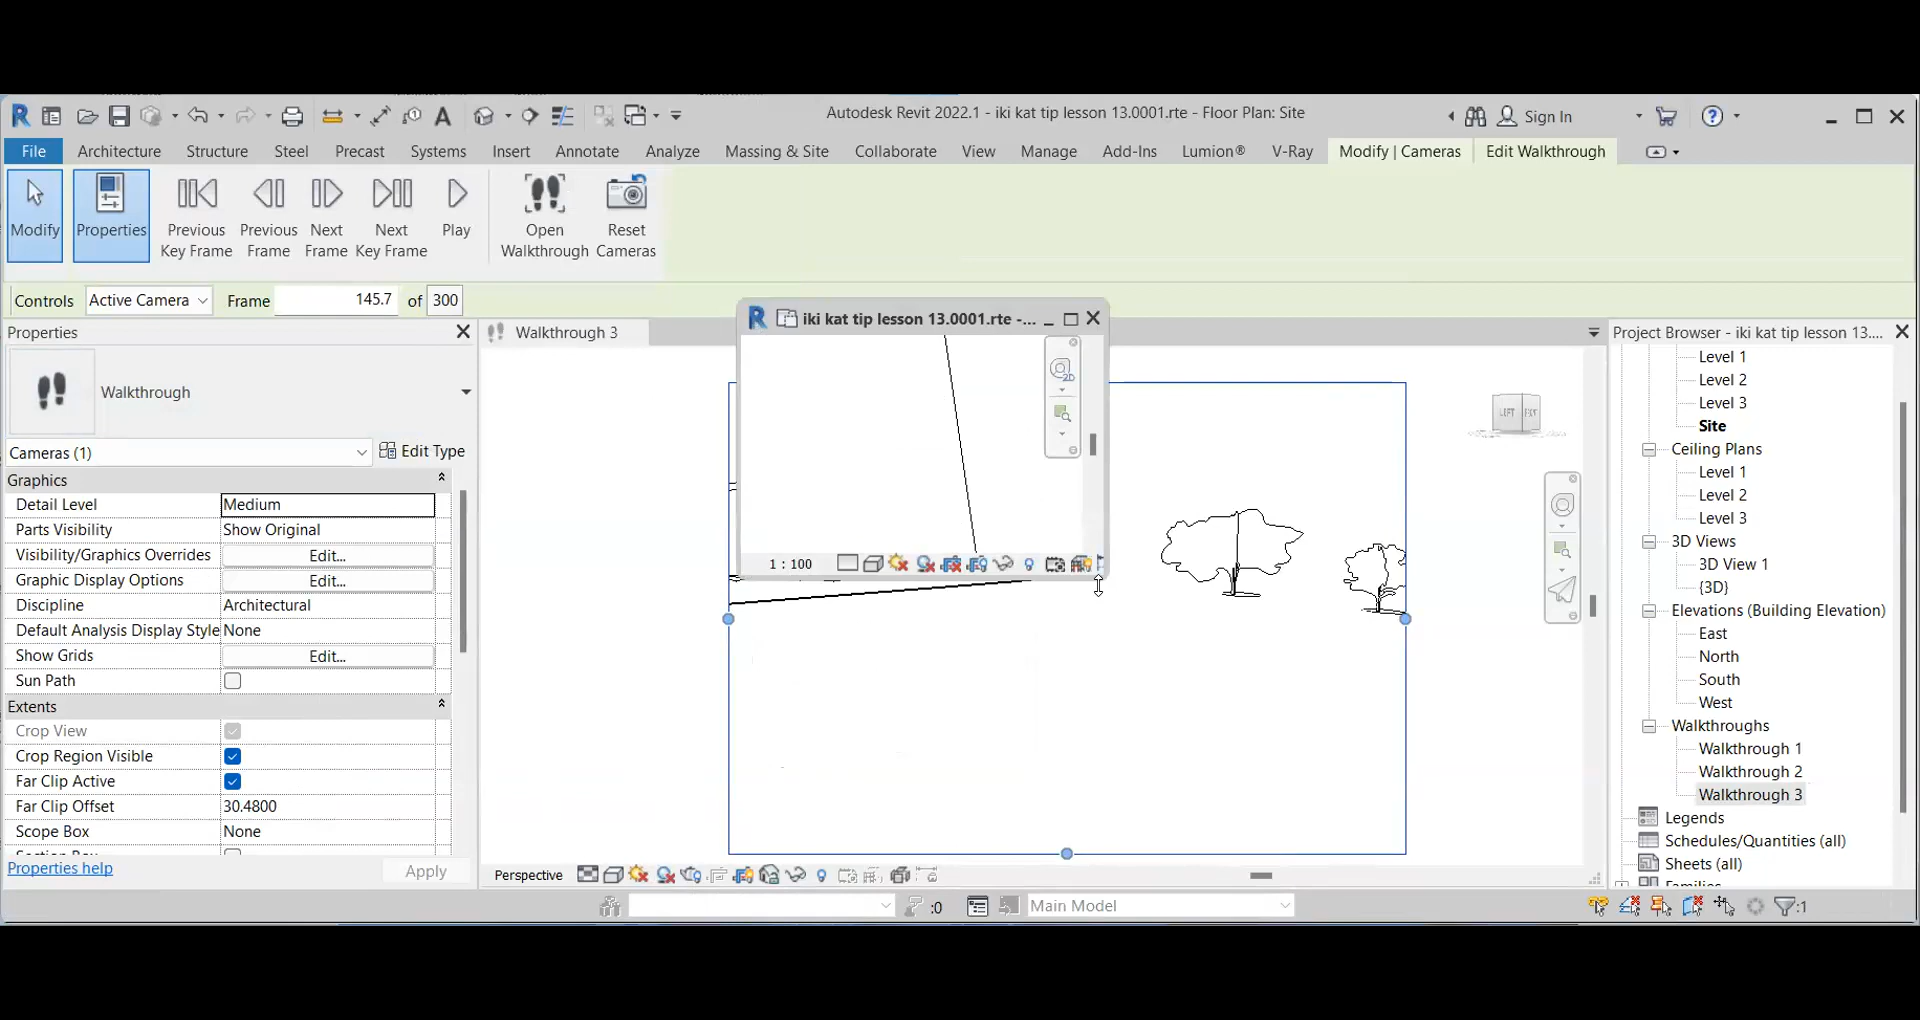 Autodesk Revit 2022.1 - iki kat tip lesson 13.0001.rte - Floor Plan: Site
Sign In
File Architecture Structure Steel Precast Systems Insert Annotate Analyze Massing & Site Collaborate View Manage Add-Ins Lumion® V-Ray Modify | Cameras Edit Walkthrough
Modify
Properties
Previous
Key Frame
Previous
Frame
Next
Frame
Next
Key Frame
Play
Open
Walkthrough
Reset
Cameras
Controls Active Camera Frame 145.7 of 300
Properties
Walkthrough
Cameras (1) Edit Type
Graphics
Detail Level Medium
Parts Visibility Show Original
Visibility/Graphics Overrides Edit...
Graphic Display Options Edit...
Discipline Architectural
Default Analysis Display Style None
Show Grids Edit...
Sun Path
Extents
Crop View
Crop Region Visible
Far Clip Active
Far Clip Offset 30.4800
Scope Box None
Properties help Apply
Walkthrough 3
iki kat tip lesson 13.0001.rte -...
2D
1 : 100
LEFT
Perspective
:0
Main Model
:1
Project Browser - iki kat tip lesson 13....
Level 1
Level 2
Level 3
Site
Ceiling Plans
Level 1
Level 2
Level 3
3D Views
3D View 1
{3D}
Elevations (Building Elevation)
East
North
South
West
Walkthroughs
Walkthrough 1
Walkthrough 2
Walkthrough 3
Legends
Schedules/Quantities (all)
Sheets (all)
Families